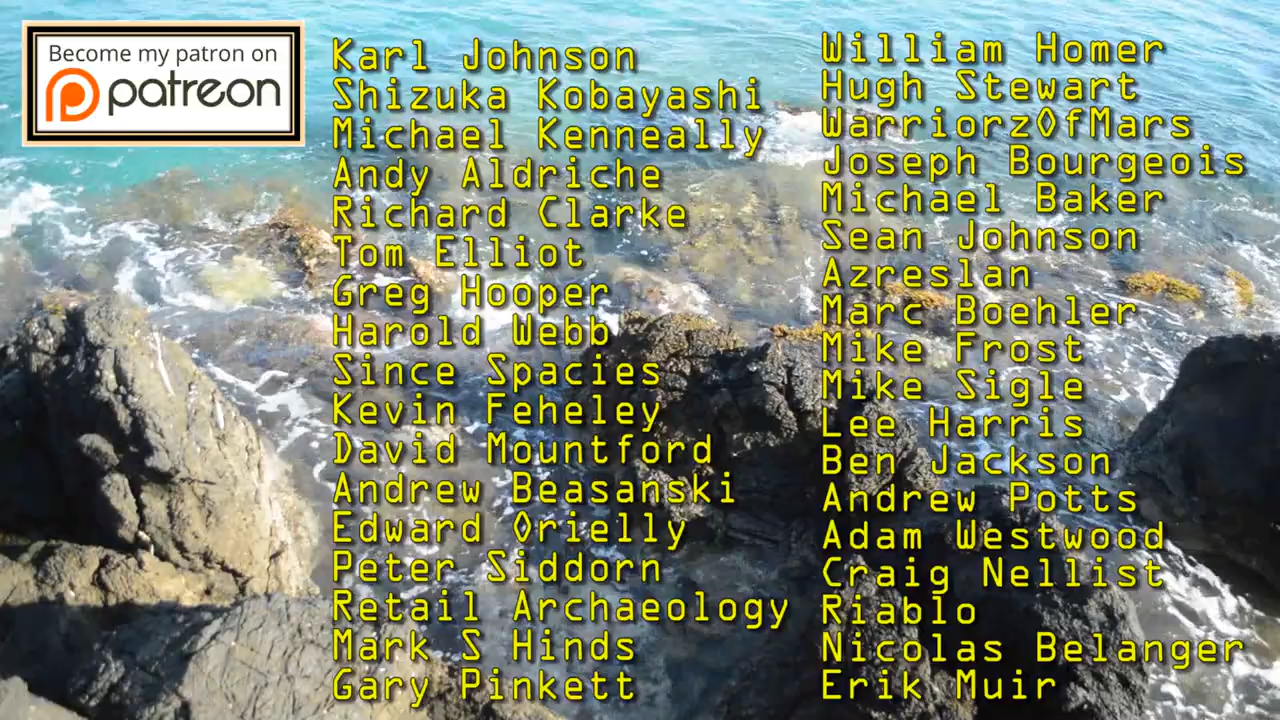 Become my patron on
patreon
Karl Johnson
Shizuka Kobayashi
Michael Kenneally
Andy Aldriche
Richard Clarke
Tom Elliot
Greg Hooper
Harold Webb
Since Spacies
Kevin Feheley
David Mountford
Andrew Beasanski
Edward Orielly
Peter Siddorn
Retail Archaeology
Mark S Hinds
Gary Pinkett
William Homer
Hugh Stewart
WarriorzOfMars
Joseph Bourgeois
Michael Baker
Sean Johnson
Azreslan
Marc Boehler
Mike Frost
Mike Sigle
Lee Harris
Ben Jackson
Andrew Potts
Adam Westwood
Craig Nellist
Riablo
Nicolas Belanger
Erik Muir